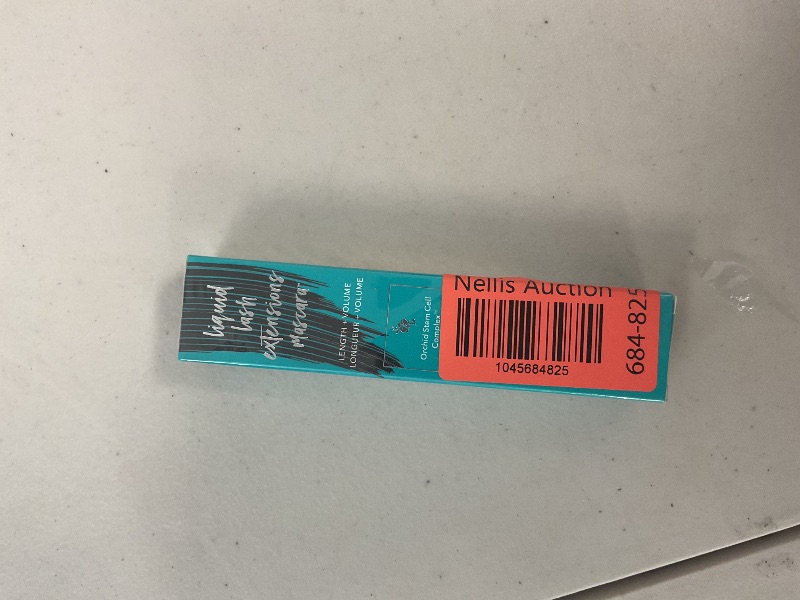 liquid
lash
extensions
mascara
LENGTH + VOLUME
LONGUEUR + VOLUME
Orchid Stem Cell
Complex
Nellis Auction
1045684825
684-825